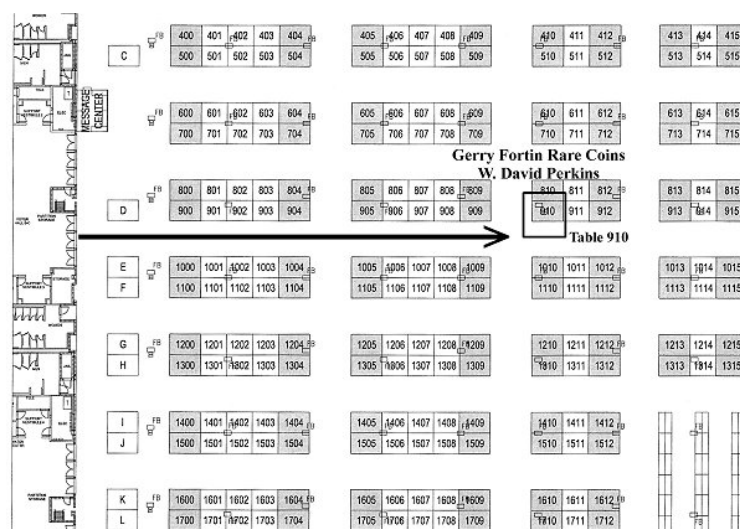 WOMEN
MEN
MESSAGE
CENTER
C
400 401 402 403 404 405 406 407 408 409 410 411 412 413 414 415
500 501 502 503 504 505 506 507 508 509 510 511 512 513 514 515
600 601 602 603 604 605 606 607 608 609 610 611 612 613 614 615
700 701 702 703 704 705 706 707 708 709 710 711 712 713 714 715
Gerry Fortin Rare Coins
W. David Perkins
800 801 802 803 804 805 806 807 808 809 810 811 812 813 814 815
D 900 901 902 903 904 905 906 907 908 909 910 911 912 913 914 915
Table 910
E 1000 1001 1002 1003 1004 1005 1006 1007 1008 1009 1010 1011 1012 1013 1014 1015
F 1100 1101 1102 1103 1104 1105 1106 1107 1108 1109 1110 1111 1112 1113 1114 1115
G 1200 1201 1202 1203 1204 1205 1206 1207 1208 1209 1210 1211 1212 1213 1214 1215
H 1300 1301 1302 1303 1304 1305 1306 1307 1308 1309 1310 1311 1312 1313 1314 1315
I 1400 1401 1402 1403 1404 1405 1406 1407 1408 1409 1410 1411 1412
J 1500 1501 1502 1503 1504 1505 1506 1507 1508 1509 1510 1511 1512
K 1600 1601 1602 1603 1604 1605 1606 1607 1608 1609 1610 1611 1612
L 1700 1701 1702 1703 1704 1705 1706 1707 1708 1709 1710 1711 1712